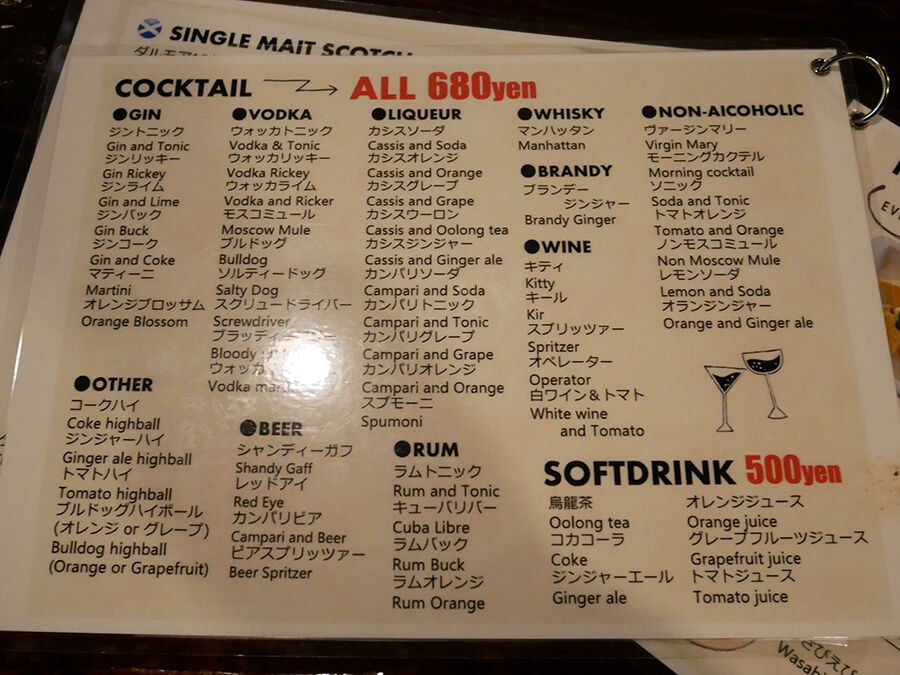 SINGLE MAIT SCOTCH
COCKTAIL ALL 680yen
●GIN
ジントニック
Gin and Tonic
ジンリッキー
Gin Rickey
ジンライム
Gin and Lime
ジンバック
Gin Buck
ジンコーク
Gin and Coke
マティーニ
Martini
オレンジブロッサム
Orange Blossom
●VODKA
ウォッカトニック
Vodka & Tonic
ウォッカリッキー
Vodka Rickey
ウォッカライム
Vodka and Ricker
モスコミュール
Moscow Mule
ブルドッグ
Bulldog
ソルティードッグ
Salty Dog
スクリュードライバー
Screwdriver
ブラッディー
Bloody
ウォッカ
Vodka
●LIQUEUR
カシスソーダ
Cassis and Soda
カシスオレンジ
Cassis and Orange
カシスグレープ
Cassis and Grape
カシスウーロン
Cassis and Oolong tea
カシスジンジャー
Cassis and Ginger ale
カンパリソーダ
Campari and Soda
カンパリトニック
Campari and Tonic
カンパリグレープ
Campari and Grape
カンパリオレンジ
Campari and Orange
スプモーニ
Spumoni
●WHISKY
マンハッタン
Manhattan
●BRANDY
ブランデー
ジンジャー
Brandy Ginger
●WINE
キティ
Kitty
キール
Kir
スプリッツァー
Spritzer
オペレーター
Operator
白ワイン&トマト
White wine
and Tomato
●NON-AICOHOLIC
ヴァージンマリー
Virgin Mary
モーニングカクテル
Morning cocktail
ソニック
Soda and Tonic
トマトオレンジ
Tomato and Orange
ノンモスコミュール
Non Moscow Mule
レモンソーダ
Lemon and Soda
オランジンジャー
Orange and Ginger ale
●OTHER
コークハイ
Coke highball
ジンジャーハイ
Ginger ale highball
トマトハイ
Tomato highball
ブルドッグハイボール
(オレンジ or グレープ)
Bulldog highball
(Orange or Grapefruit)
●BEER
シャンディーガフ
Shandy Gaff
レッドアイ
Red Eye
カンパリビア
Campari and Beer
ビアスプリッツァー
Beer Spritzer
●RUM
ラムトニック
Rum and Tonic
キューバリバー
Cuba Libre
ラムバック
Rum Buck
ラムオレンジ
Rum Orange
SOFTDRINK 500yen
烏龍茶
Oolong tea
コカコーラ
Coke
ジンジャーエール
Ginger ale
オレンジジュース
Orange juice
グレープフルーツジュース
Grapefruit juice
トマトジュース
Tomato juice